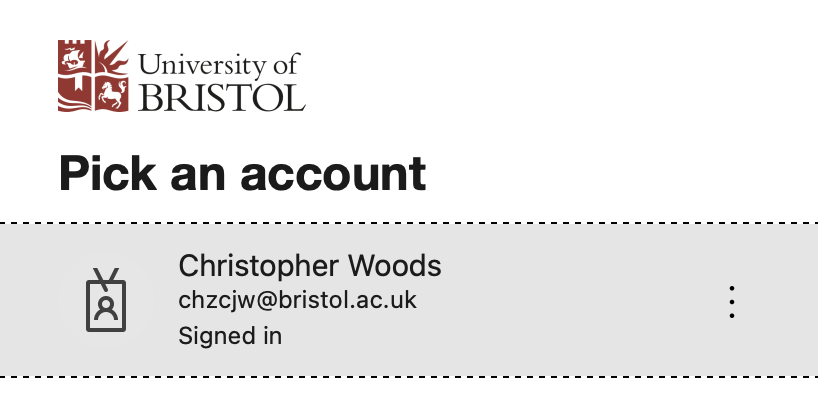 University of
BRISTOL
Pick an account
Christopher Woods
chzcjw@bristol.ac.uk
Signed in